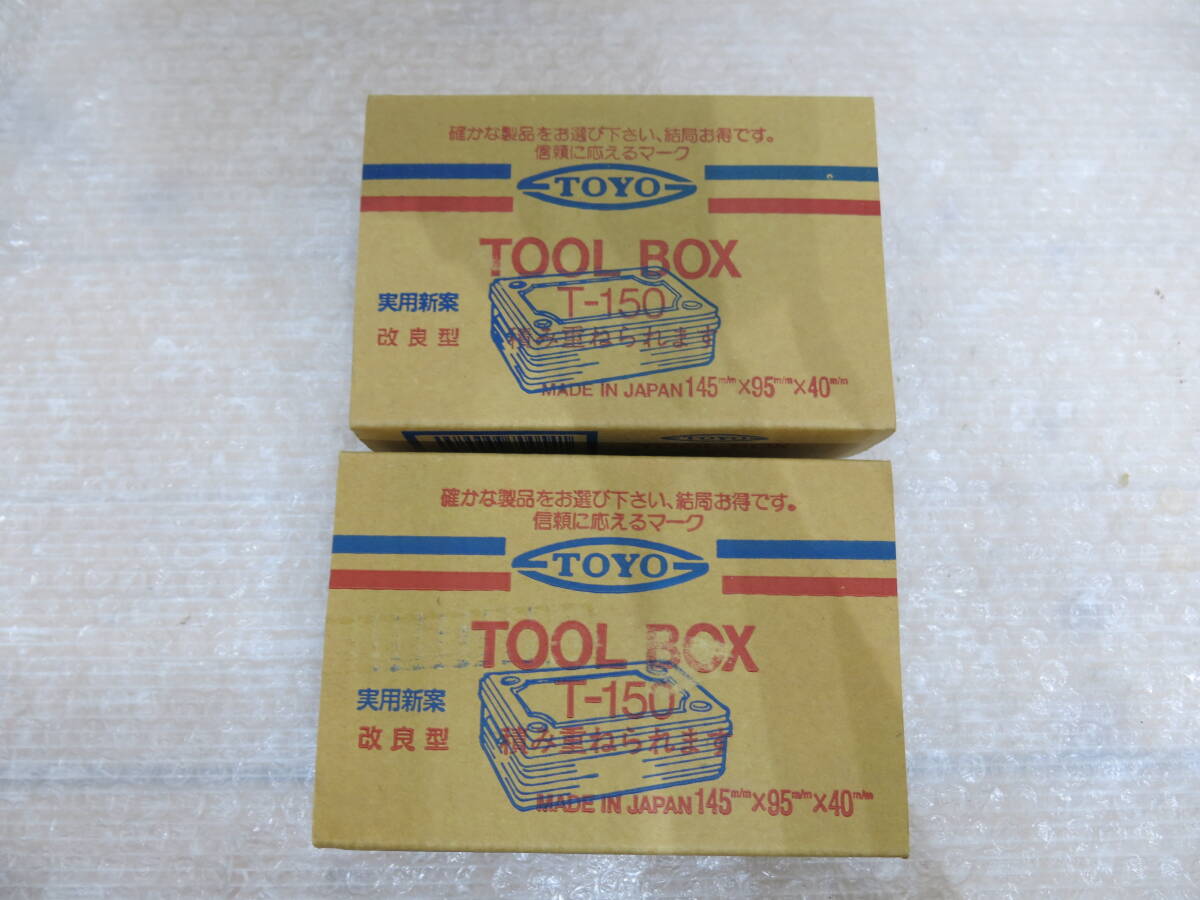 確かな製品をお選び下さい、結局お得です。
信頼に応えるマーク
TOYO
TOOL BOX
T-150
実用新案
改良型
積み重ねられます
MADE IN JAPAN 145m/m×95m/m×40m/m
TOYO
確かな製品をお選び下さい、結局お得です。
信頼に応えるマーク
TOYO
TOOL BOX
T-150
実用新案
改良型
積み重ねられます
MADE IN JAPAN 145m/m×95m/m×40m/m